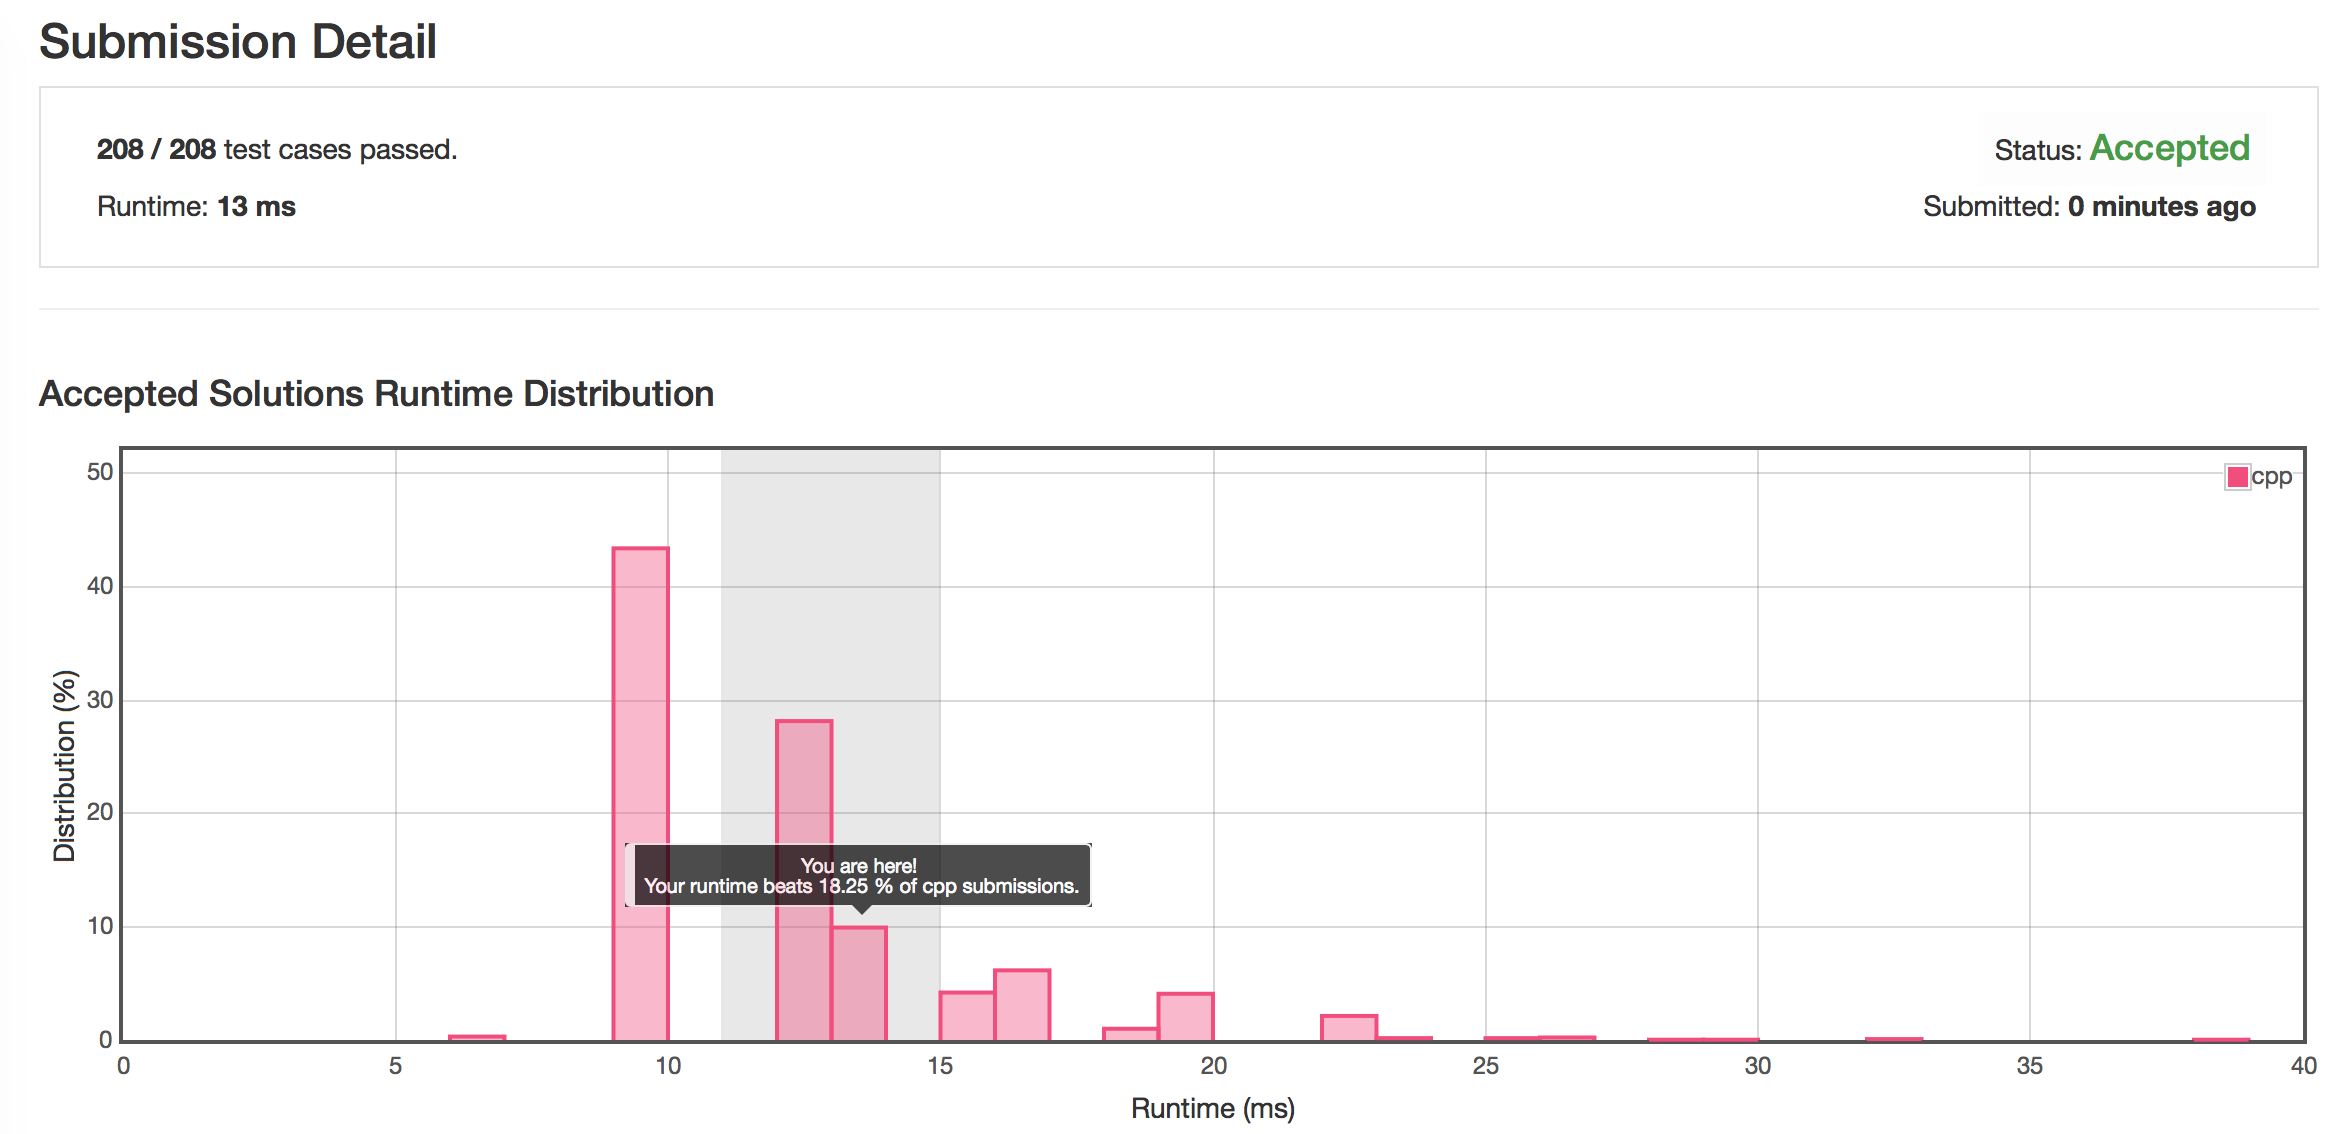 Submission Detail
208 / 208 test cases passed.
Status: Accepted
Runtime: 13 ms
Submitted: 0 minutes ago
Accepted Solutions Runtime Distribution
cpp
50
40
30
20
10
0
Distribution (%)
You are here!
Your runtime beats 18.25 % of cpp submissions.
0 5 10 15 20 25 30 35 40
Runtime (ms)